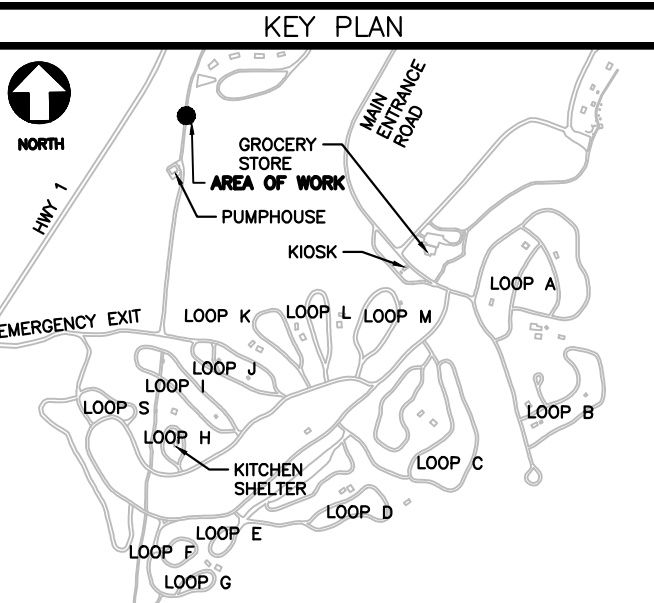 KEY PLAN
NORTH
HWY 1
MAIN
ENTRANCE
ROAD
GROCERY
STORE
AREA OF WORK
PUMPHOUSE
KIOSK
LOOP A
EMERGENCY EXIT
LOOP K
LOOP L
LOOP M
LOOP J
LOOP I
LOOP S
LOOP B
LOOP H
KITCHEN
SHELTER
LOOP C
LOOP D
LOOP E
LOOP F
LOOP G